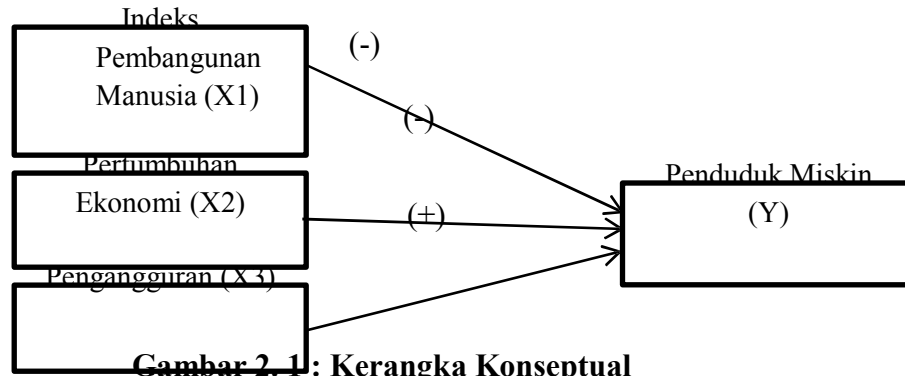 Indeks
Pembangunan
Manusia (X1)
(-)
(-)
Pertumbuhan
Ekonomi (X2)
(+)
Penduduk Miskin
(Y)
Pengangguran (X3)
Gambar 2. 1 : Kerangka Konseptual